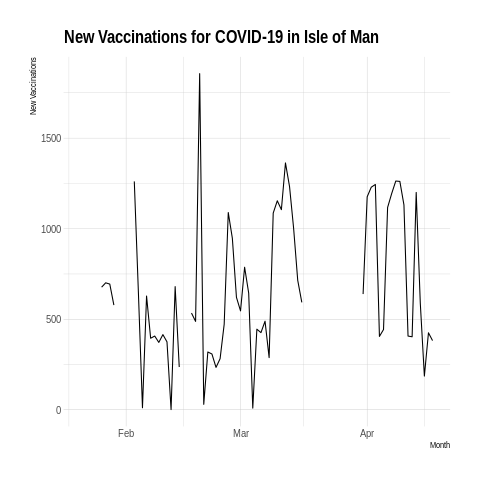 New Vaccinations for COVID-19 in Isle of Man
New Vaccinations
1500
1000
500
0
Feb Mar Apr
Month